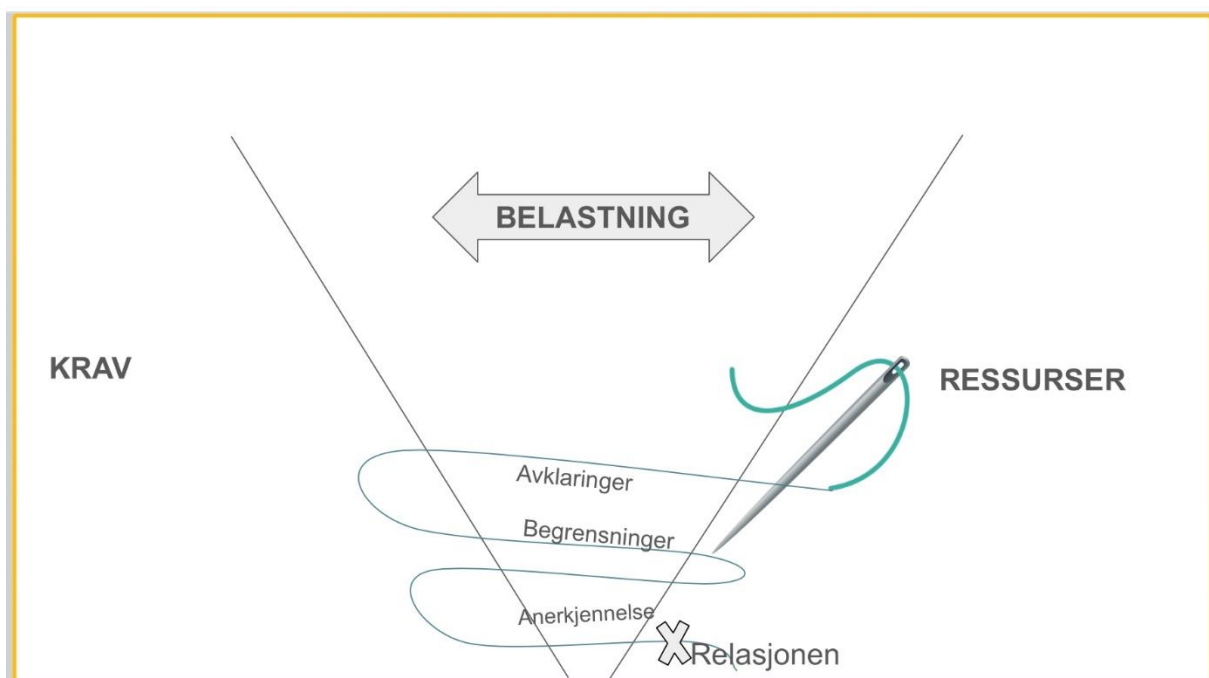 BELASTNING
KRAV
RESSURSER
Avklaringer
Begrensninger
Anerkjennelse
Relasjonen